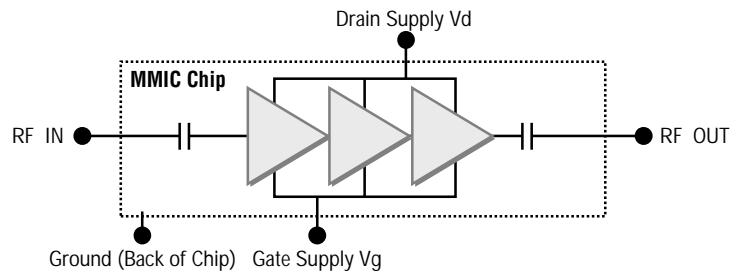 Drain Supply Vd
MMIC Chip
RF IN
RF OUT
Ground (Back of Chip)
Gate Supply Vg